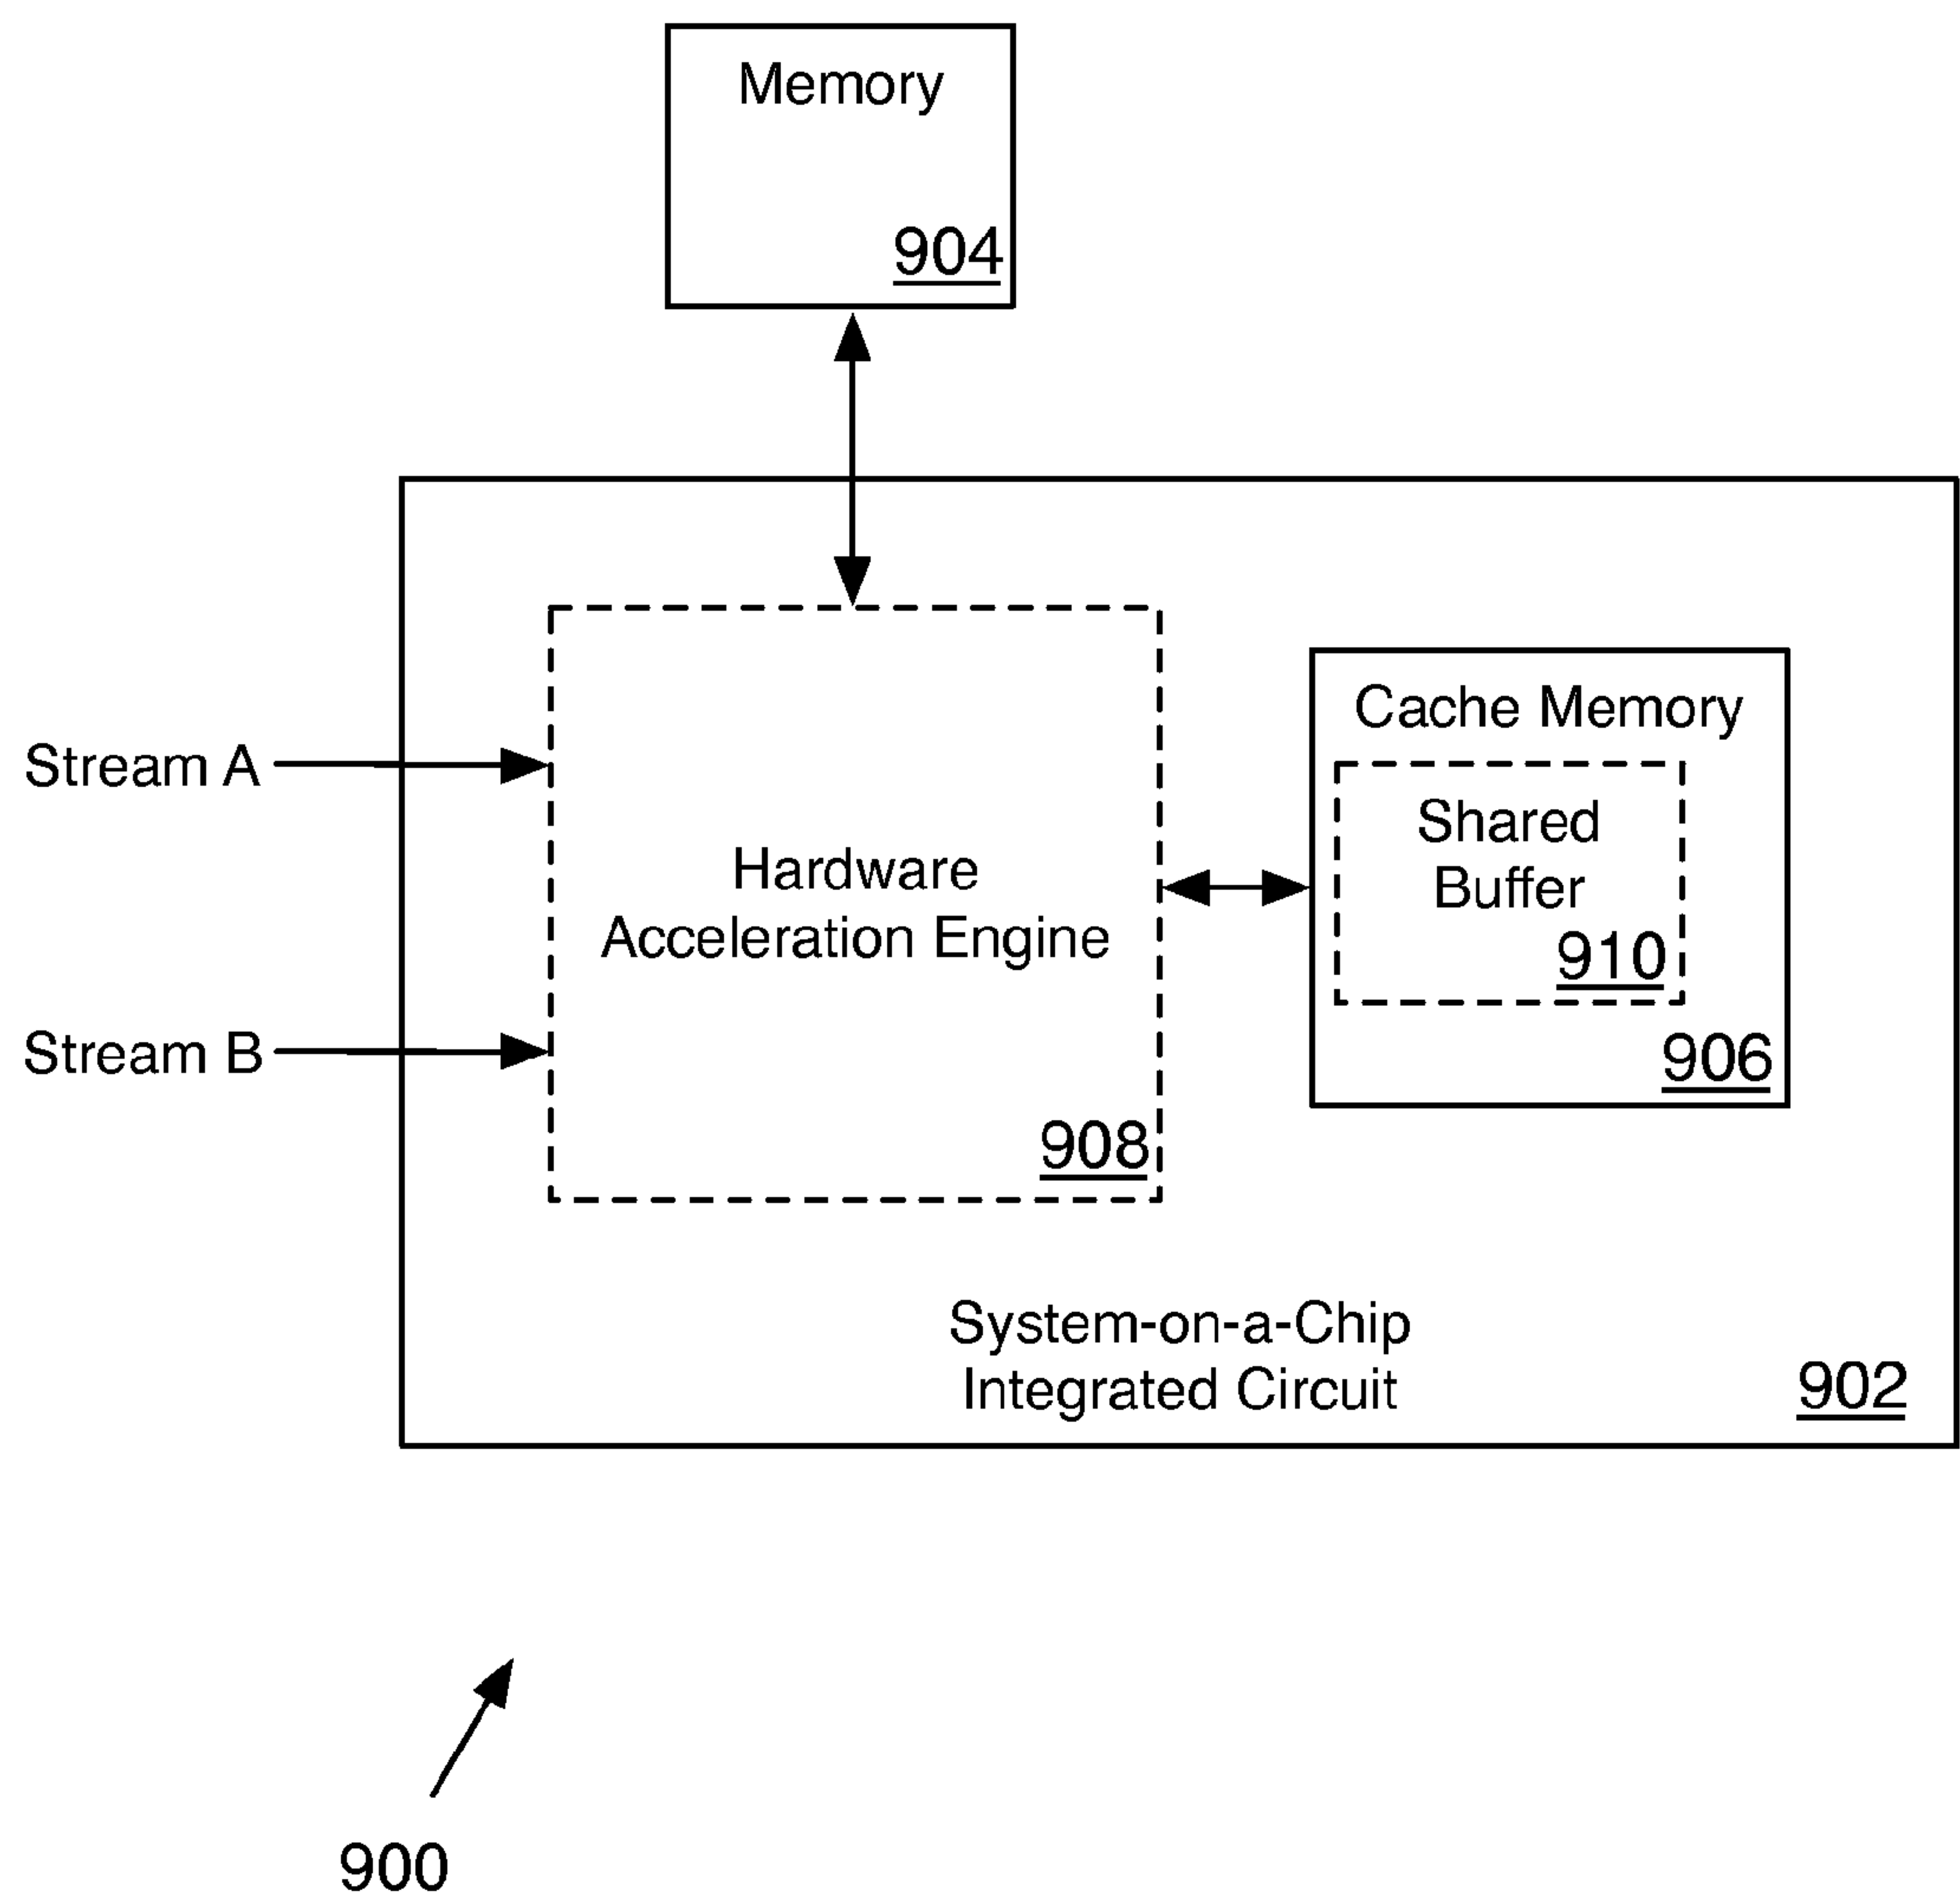 Memory
904
Stream A
Stream B
Hardware
Acceleration Engine
908
Cache Memory
Shared
Buffer
910
906
System-on-a-Chip
Integrated Circuit
902
900